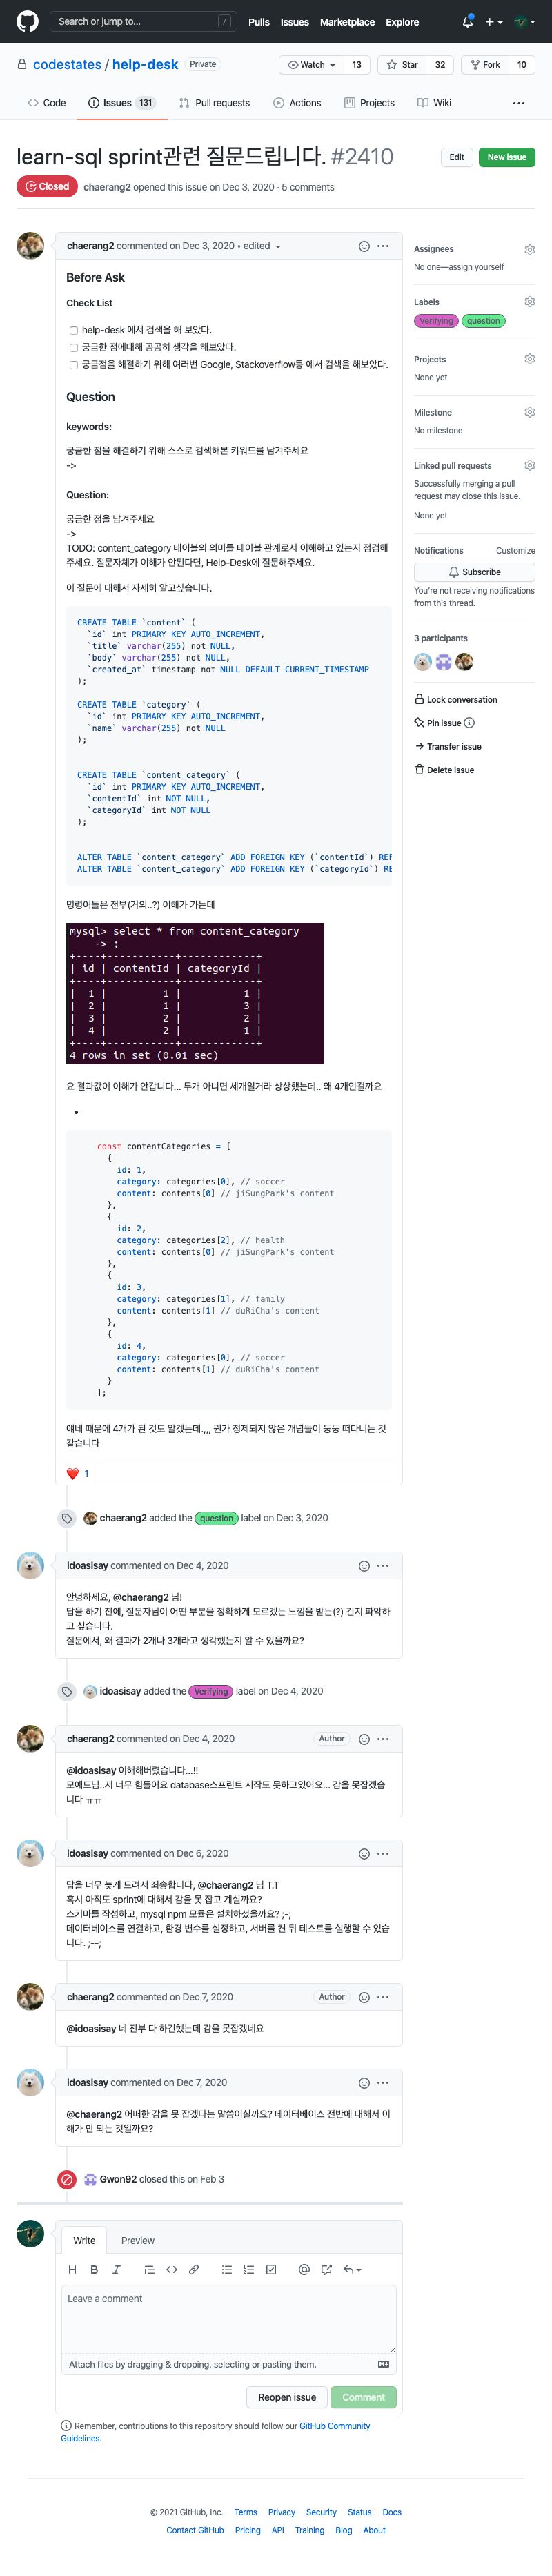 Search or jump to...
/
Pulls Issues Marketplace Explore
codestates / help-desk Private
Watch 13 Star 32 Fork 10
Code Issues 131 Pull requests Actions Projects Wiki
learn-sql sprint관련 질문드립니다. #2410
Edit New issue
Closed chaerang2 opened this issue on Dec 3, 2020 · 5 comments
chaerang2 commented on Dec 3, 2020 • edited
Before Ask
Check List
help-desk 에서 검색을 해 보았다.
궁금한 점에대해 곰곰히 생각을 해보았다.
궁금점을 해결하기 위해 여러번 Google, Stackoverflow등 에서 검색을 해보았다.
Question
keywords:
궁금한 점을 해결하기 위해 스스로 검색해본 키워드를 남겨주세요
->
Question:
궁금한 점을 남겨주세요
->
TODO: content_category 테이블의 의미를 테이블 관계로서 이해하고 있는지 점검해
주세요. 질문자체가 이해가 안된다면, Help-Desk에 질문해주세요.
이 질문에 대해서 자세히 알고싶습니다.
CREATE TABLE `content` (
`id` int PRIMARY KEY AUTO_INCREMENT,
`title` varchar(255) not NULL,
`body` varchar(255) not NULL,
`created_at` timestamp not NULL DEFAULT CURRENT_TIMESTAMP
);
CREATE TABLE `category` (
`id` int PRIMARY KEY AUTO_INCREMENT,
`name` varchar(255) not NULL
);
CREATE TABLE `content_category` (
`id` int PRIMARY KEY AUTO_INCREMENT,
`contentId` int NOT NULL,
`categoryId` int NOT NULL
);
ALTER TABLE `content_category` ADD FOREIGN KEY (`contentId`) REF
ALTER TABLE `content_category` ADD FOREIGN KEY (`categoryId`) RE
명령어들은 전부(거의..?) 이해가 가는데
mysql> select * from content_category
-> ;
+----+-----------+------------+
| id | contentId | categoryId |
+----+-----------+------------+
| 1 | 1 | 1 |
| 2 | 1 | 3 |
| 3 | 2 | 2 |
| 4 | 2 | 1 |
+----+-----------+------------+
4 rows in set (0.01 sec)
요 결과값이 이해가 안갑니다... 두개 아니면 세개일거라 상상했는데.. 왜 4개인걸까요
•
const contentCategories = [
{
id: 1,
category: categories[0], // soccer
content: contents[0] // jiSungPark's content
},
{
id: 2,
category: categories[2], // health
content: contents[0] // jiSungPark's content
},
{
id: 3,
category: categories[1], // family
content: contents[1] // duRiCha's content
},
{
id: 4,
category: categories[0], // soccer
content: contents[1] // duRiCha's content
}
];
얘네 때문에 4개가 된 것도 알겠는데.,,, 뭔가 정제되지 않은 개념들이 둥둥 떠다니는 것
같습니다
❤️ 1
chaerang2 added the question label on Dec 3, 2020
idoasisay commented on Dec 4, 2020
안녕하세요, @chaerang2 님!
답을 하기 전에, 질문자님이 어떤 부분을 정확하게 모르겠는 느낌을 받는(?) 건지 파악하
고 싶습니다.
질문에서, 왜 결과가 2개나 3개라고 생각했는지 알 수 있을까요?
idoasisay added the Verifying label on Dec 4, 2020
chaerang2 commented on Dec 4, 2020 Author
@idoasisay 이해해버렸습니다...!!
모예드님..저 너무 힘들어요 database스프린트 시작도 못하고있어요... 감을 못잡겠습
니다 ㅠㅠ
idoasisay commented on Dec 6, 2020
답을 너무 늦게 드려서 죄송합니다, @chaerang2 님 T.T
혹시 아직도 sprint에 대해서 감을 못 잡고 계실까요?
스키마를 작성하고, mysql npm 모듈은 설치하셨을까요? ;-;
데이터베이스를 연결하고, 환경 변수를 설정하고, 서버를 켠 뒤 테스트를 실행할 수 있습니
다. ;--;
chaerang2 commented on Dec 7, 2020 Author
@idoasisay 네 전부 다 하긴했는데 감을 못잡겠네요
idoasisay commented on Dec 7, 2020
@chaerang2 어떠한 감을 못 잡겠다는 말씀이실까요? 데이터베이스 전반에 대해서 이
해가 안 되는 것일까요?
Gwon92 closed this on Feb 3
Write Preview
Leave a comment
Attach files by dragging & dropping, selecting or pasting them.
Reopen issue Comment
Remember, contributions to this repository should follow our GitHub Community
Guidelines.
Assignees
No one—assign yourself
Labels
Verifying question
Projects
None yet
Milestone
No milestone
Linked pull requests
Successfully merging a pull
request may close this issue.
None yet
Notifications Customize
Subscribe
You're not receiving notifications
from this thread.
3 participants
Lock conversation
Pin issue
Transfer issue
Delete issue
© 2021 GitHub, Inc. Terms Privacy Security Status Docs
Contact GitHub Pricing API Training Blog About